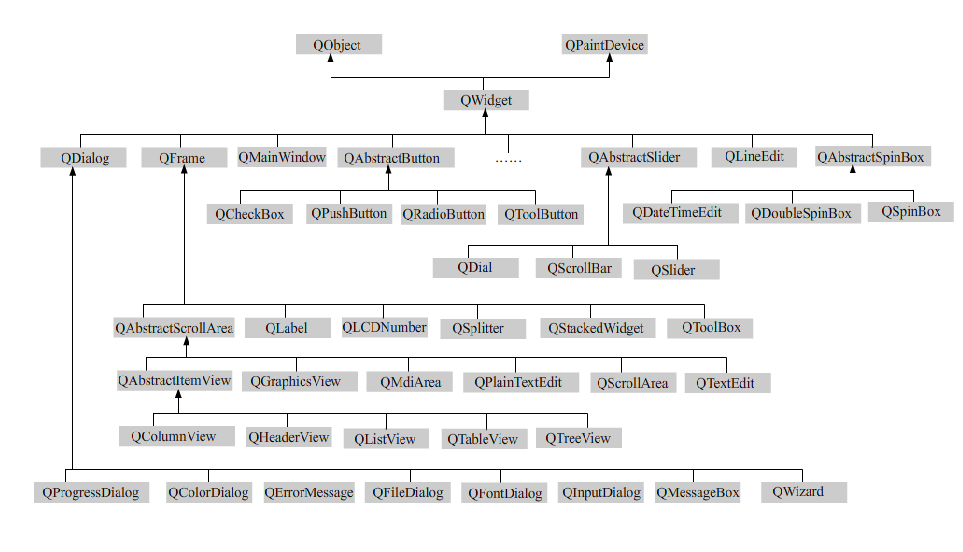 QObject QPaintDevice
QWidget
QDialog QFrame QMainWindow QAbstractButton ...... QAbstractSlider QLineEdit QAbstractSpinBox
QCheckBox QPushButton QRadioButton QToolButton QDateTimeEdit QDoubleSpinBox QSpinBox
QDial QScrollBar QSlider
QAbstractScrollArea QLabel QLCDNumber QSplitter QStackedWidget QToolBox
QAbstractItemView QGraphicsView QMdiArea QPlainTextEdit QScrollArea QTextEdit
QColumnView QHeaderView QListView QTableView QTreeView
QProgressDialog QColorDialog QErrorMessage QFileDialog QFontDialog QInputDialog QMessageBox QWizard